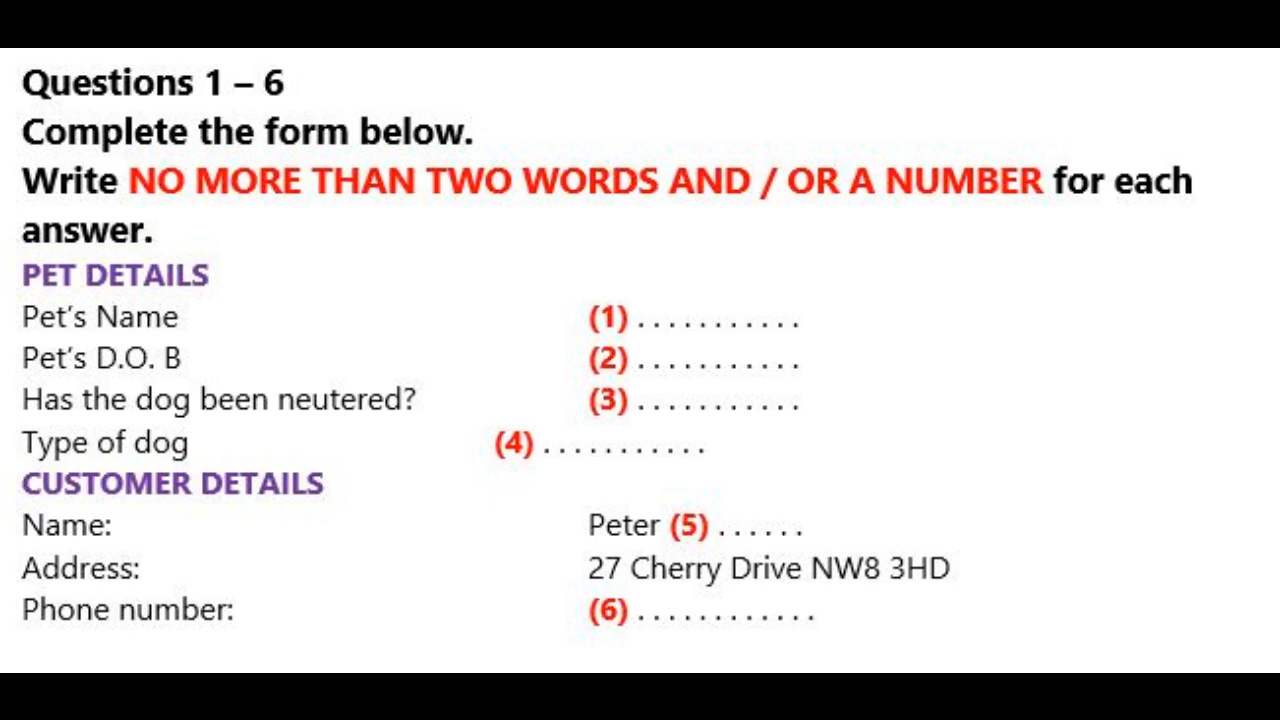 Questions 1 – 6
Complete the form below.
Write NO MORE THAN TWO WORDS AND / OR A NUMBER for each
answer.
PET DETAILS
Pet's Name (1) . . . . . . . . . . .
Pet's D.O. B (2) . . . . . . . . . . .
Has the dog been neutered? (3) . . . . . . . . . . .
Type of dog (4) . . . . . . . . . . .
CUSTOMER DETAILS
Name: Peter (5) . . . . . .
Address: 27 Cherry Drive NW8 3HD
Phone number: (6) . . . . . . . . . . . .